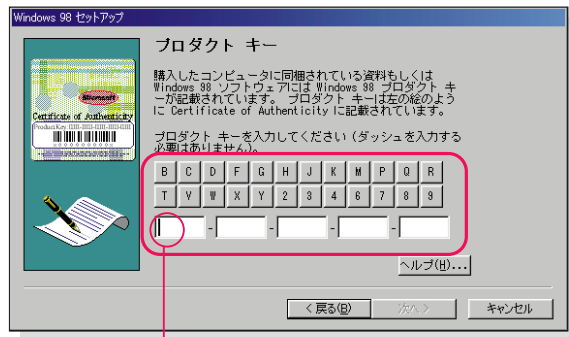 Windows 98 セットアップ
プロダクト キー
購入したコンピュータに同梱されている資料もしくは
Windows 98 ソフトウェアには Windows 98 プロダクト キ
ーが記載されています。 プロダクト キーは左の絵のよう
に Certificate of Authenticity に記載されています。
Microsoft
Certificate of Authenticity
プロダクト キーを入力してください (ダッシュを入力する
必要はありません)。
B C D F G H J K M P Q R
T V W X Y 2 3 4 6 7 8 9
- - - -
ヘルプ(H)...
< 戻る(B) 次へ > キャンセル